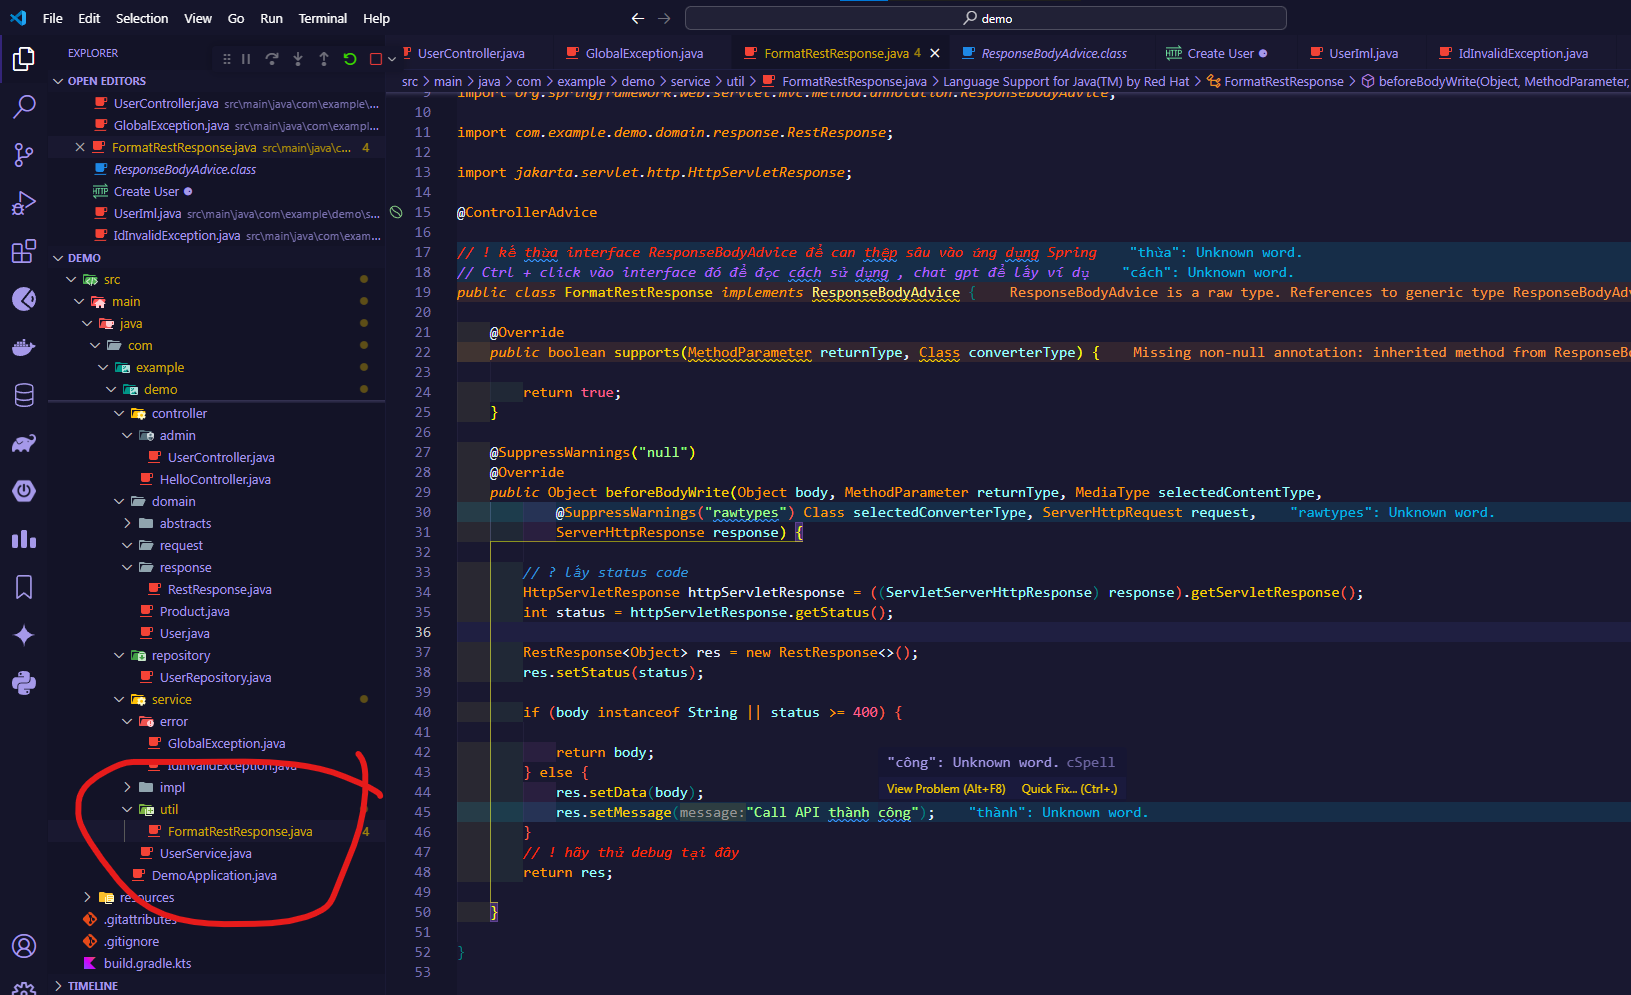 File Edit Selection View Go Run Terminal Help
demo
EXPLORER
OPEN EDITORS
UserController.java src\main\java\com\example\...
GlobalException.java src\main\java\com\exampl...
FormatRestResponse.java src\main\java\c... 4
ResponseBodyAdvice.class
HTTP Create User
UserIml.java src\main\java\com\example\demo\s...
IdInvalidException.java src\main\java\com\exam...
DEMO
src
main
java
com
example
demo
controller
admin
UserController.java
HelloController.java
domain
abstracts
request
response
RestResponse.java
Product.java
User.java
repository
UserRepository.java
service
error
GlobalException.java
IdInvalidException.java
impl
util
FormatRestResponse.java 4
UserService.java
DemoApplication.java
resources
.gitattributes
.gitignore
build.gradle.kts
TIMELINE
UserController.java GlobalException.java FormatRestResponse.java 4 ResponseBodyAdvice.class HTTP Create User UserIml.java IdInvalidException.java
src > main > java > com > example > demo > service > util > FormatRestResponse.java > Language Support for Java(TM) by Red Hat > FormatRestResponse > beforeBodyWrite(Object, MethodParameter,
9 import org.springframework.web.servlet.mvc.method.annotation.ResponseBodyAdvice;
10
11 import com.example.demo.domain.response.RestResponse;
12
13 import jakarta.servlet.http.HttpServletResponse;
14
15 @ControllerAdvice
16
17 // ! kế thừa interface ResponseBodyAdvice để can thệp sâu vào ứng dụng Spring "thừa": Unknown word.
18 // Ctrl + click vào interface đó để đọc cách sử dụng , chat gpt để lấy ví dụ "cách": Unknown word.
19 public class FormatRestResponse implements ResponseBodyAdvice { ResponseBodyAdvice is a raw type. References to generic type ResponseBodyAdv
20
21 @Override
22 public boolean supports(MethodParameter returnType, Class converterType) { Missing non-null annotation: inherited method from ResponseBo
23
24 return true;
25 }
26
27 @SuppressWarnings("null")
28 @Override
29 public Object beforeBodyWrite(Object body, MethodParameter returnType, MediaType selectedContentType,
30 @SuppressWarnings("rawtypes") Class selectedConverterType, ServerHttpRequest request, "rawtypes": Unknown word.
31 ServerHttpResponse response) {
32
33 // ? lấy status code
34 HttpServletResponse httpServletResponse = ((ServletServerHttpResponse) response).getServletResponse();
35 int status = httpServletResponse.getStatus();
36
37 RestResponse<Object> res = new RestResponse<>();
38 res.setStatus(status);
39
40 if (body instanceof String || status >= 400) {
41
42 return body;
43 } else {
44 res.setData(body);
45 res.setMessage(message:"Call API thành công"); "thành": Unknown word.
46 }
47 // ! hãy thử debug tại đây
48 return res;
49
50 }
51
52 }
53
"công": Unknown word. cSpell
View Problem (Alt+F8) Quick Fix... (Ctrl+.)